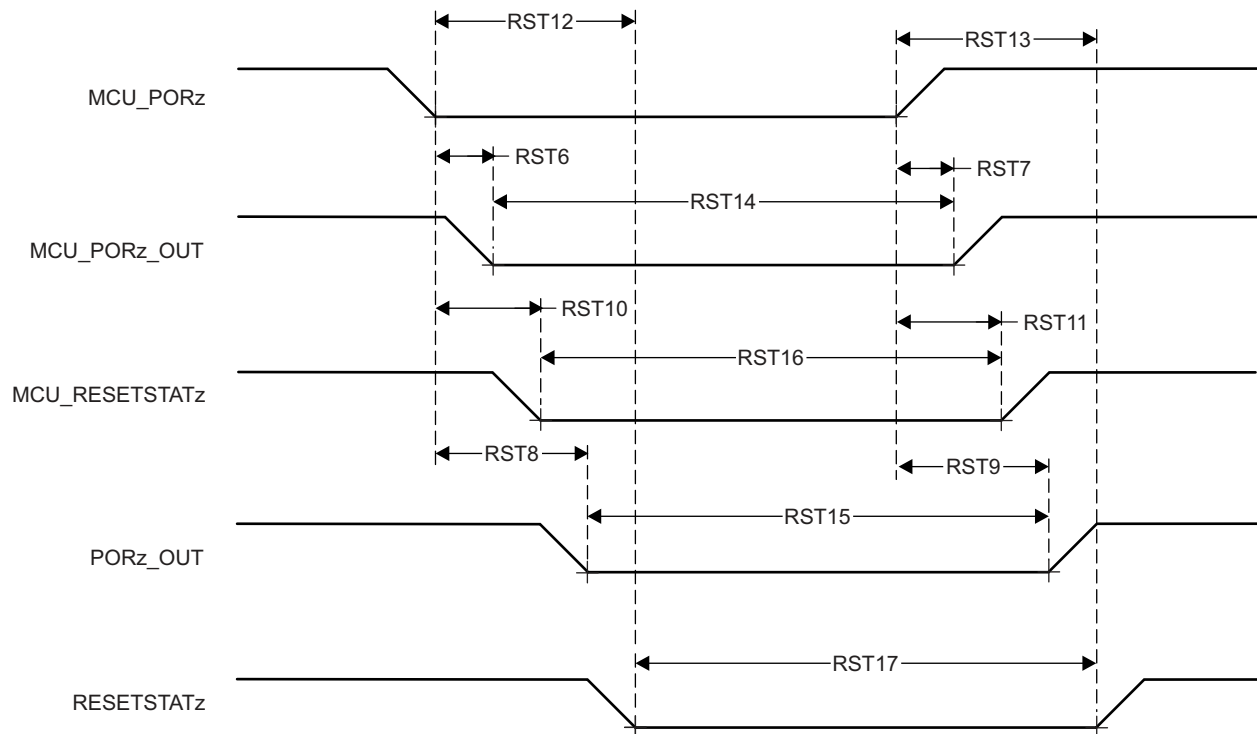 RST12
RST13
MCU_PORz
RST6
RST7
RST14
MCU_PORz_OUT
RST10
RST11
RST16
MCU_RESETSTATz
RST8
RST9
RST15
PORz_OUT
RST17
RESETSTATz